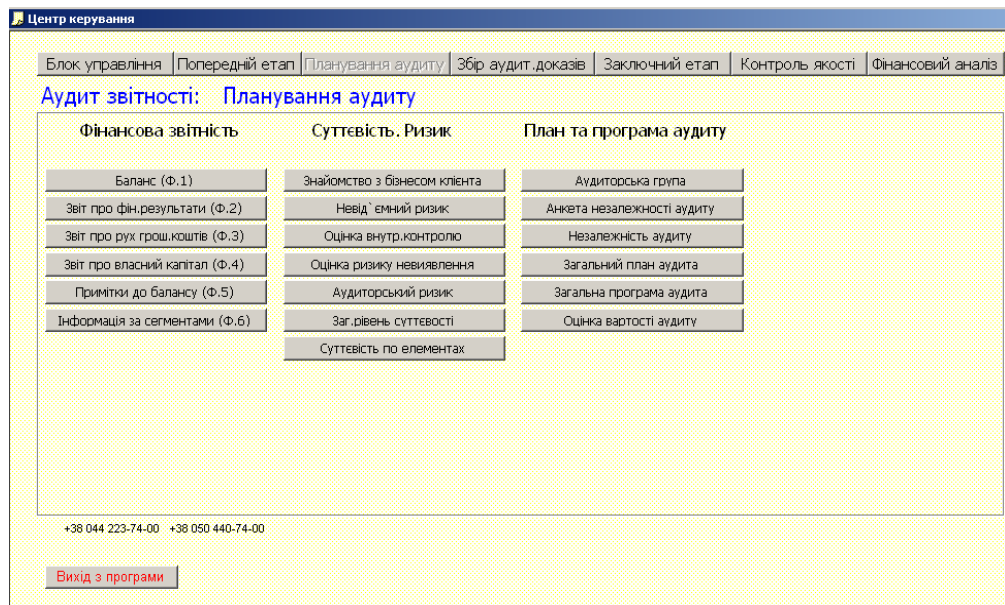 Центр керування
Блок управління Попередній етап Планування аудиту Збір аудит.доказів Заключний етап Контроль якості Фінансовий аналіз
Аудит звітності: Планування аудиту
Фінансова звітність Суттєвість. Ризик План та програма аудиту
Баланс (Ф.1) Знайомство з бізнесом клієнта Аудиторська група
Звіт про фін.результати (Ф.2) Невід`ємний ризик Анкета незалежності аудиту
Звіт про рух грош.коштів (Ф.3) Оцінка внутр.контролю Незалежність аудиту
Звіт про власний капітал (Ф.4) Оцінка ризику невиявлення Загальний план аудита
Примітки до балансу (Ф.5) Аудиторський ризик Загальна програма аудита
Інформація за сегментами (Ф.6) Заг.рівень суттєвості Оцінка вартості аудиту
Суттєвість по елементах
+38 044 223-74-00 +38 050 440-74-00
Вихід з програми